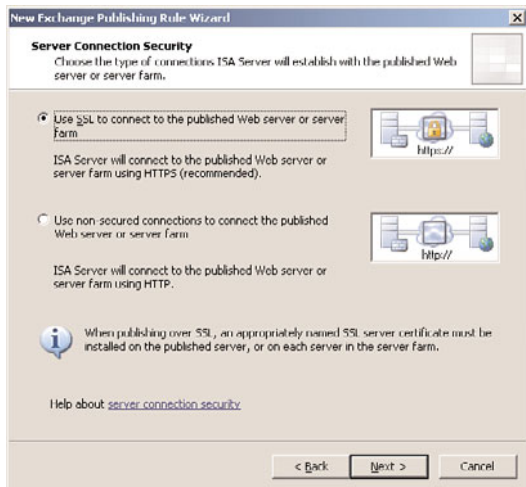 New Exchange Publishing Rule Wizard
Server Connection Security
Choose the type of connections ISA Server will establish with the published Web
server or server farm.
Use SSL to connect to the published Web server or server
farm
https://
ISA Server will connect to the published Web server or
server farm using HTTPS (recommended).
Use non-secured connections to connect the published
Web server or server farm
http://
ISA Server will connect to the published Web server or
server farm using HTTP.
When publishing over SSL, an appropriately named SSL server certificate must be
installed on the published server, or on each server in the server farm.
Help about server connection security
< Back
Next >
Cancel